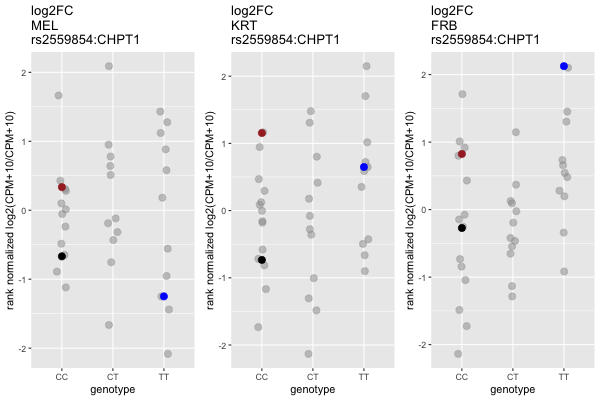 log2FC
MEL
rs2559854:CHPT1
rank normalized log2(CPM+10/CPM+10)
2
1
0
-1
-2
CC
CT
TT
genotype
log2FC
KRT
rs2559854:CHPT1
rank normalized log2(CPM+10/CPM+10)
2
1
0
-1
-2
CC
CT
TT
genotype
log2FC
FRB
rs2559854:CHPT1
rank normalized log2(CPM+10/CPM+10)
2
1
0
-1
-2
CC
CT
TT
genotype